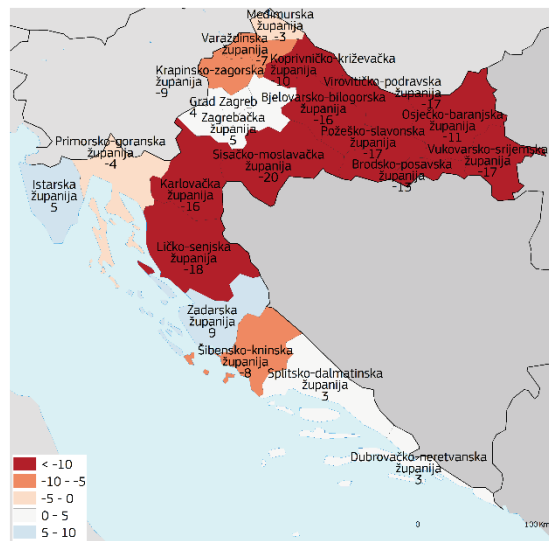 Međimurska
županija
-3
Varaždinska
županija
-7
Koprivničko-križevačka
županija
-10
Krapinsko-zagorska
županija
-9
Virovitičko-podravska
županija
-17
Grad Zagreb
4
Bjelovarsko-bilogorska
županija
-16
Osječko-baranjska
županija
-11
Zagrebačka
županija
5
Požeško-slavonska
županija
-17
Vukovarsko-srijemska
županija
-17
Primorsko-goranska
županija
-4
Sisačko-moslavačka
županija
-20
Brodsko-posavska
županija
-13
Istarska
županija
5
Karlovačka
županija
-16
Ličko-senjska
županija
-18
Zadarska
županija
9
Šibensko-kninska
županija
-8
Splitsko-dalmatinska
županija
3
Dubrovačko-neretvanska
županija
3
< -10
-10 - -5
-5 - 0
0 - 5
5 - 10
0 100Km